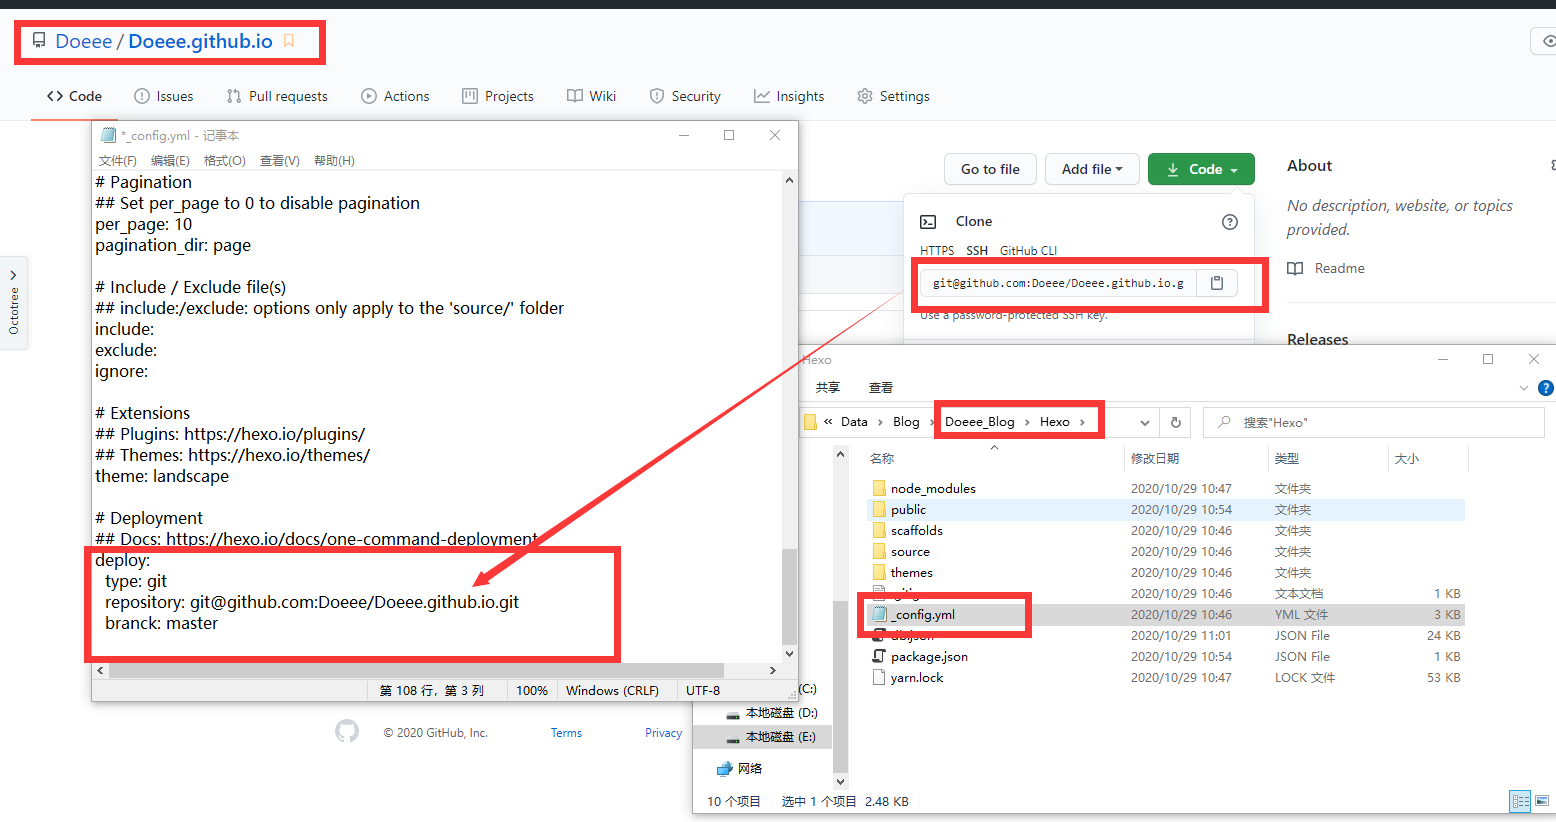 Doeee / Doeee.github.io
Code Issues Pull requests Actions Projects Wiki Security Insights Settings
*_config.yml - 记事本
文件(F) 编辑(E) 格式(O) 查看(V) 帮助(H)
# Pagination
## Set per_page to 0 to disable pagination
per_page: 10
pagination_dir: page
# Include / Exclude file(s)
## include:/exclude: options only apply to the 'source/' folder
include:
exclude:
ignore:
# Extensions
## Plugins: https://hexo.io/plugins/
## Themes: https://hexo.io/themes/
theme: landscape
# Deployment
## Docs: https://hexo.io/docs/one-command-deployment
deploy:
type: git
repository: git@github.com:Doeee/Doeee.github.io.git
branck: master
第 108 行，第 3 列 100% Windows (CRLF) UTF-8
Octotree
Go to file Add file Code
Clone
HTTPS SSH GitHub CLI
git@github.com:Doeee/Doeee.github.io.g
Use a password-protected SSH key.
About
No description, website, or topics
provided.
Readme
Releases
Hexo
共享 查看
« Data › Blog › Doeee_Blog › Hexo ›
搜索"Hexo"
名称 修改日期 类型 大小
node_modules 2020/10/29 10:47 文件夹
public 2020/10/29 10:54 文件夹
scaffolds 2020/10/29 10:46 文件夹
source 2020/10/29 10:46 文件夹
themes 2020/10/29 10:46 文件夹
2020/10/29 10:46 文本文档 1 KB
_config.yml 2020/10/29 10:46 YML 文件 3 KB
db.json 2020/10/29 11:01 JSON File 24 KB
package.json 2020/10/29 10:54 JSON File 1 KB
yarn.lock 2020/10/29 10:46 LOCK 文件 53 KB
(C:)
本地磁盘 (D:)
本地磁盘 (E:)
网络
10 个项目 选中 1 个项目 2.48 KB
© 2020 GitHub, Inc. Terms Privacy